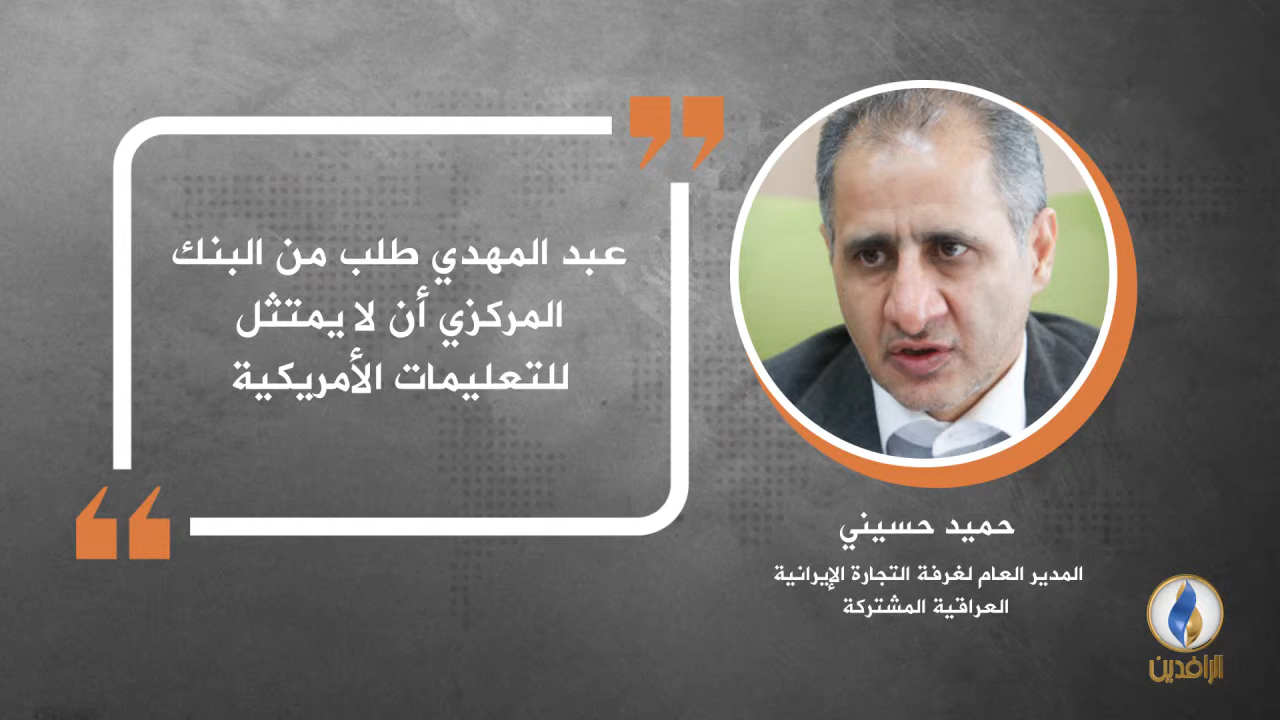 عبد المهدي طلب من البنك
المركزي أن لا يمتثل
للتعليمات الأمريكية
حميد حسيني
المدير العام لغرفة التجارة الإيرانية
العراقية المشتركة
الرافدين